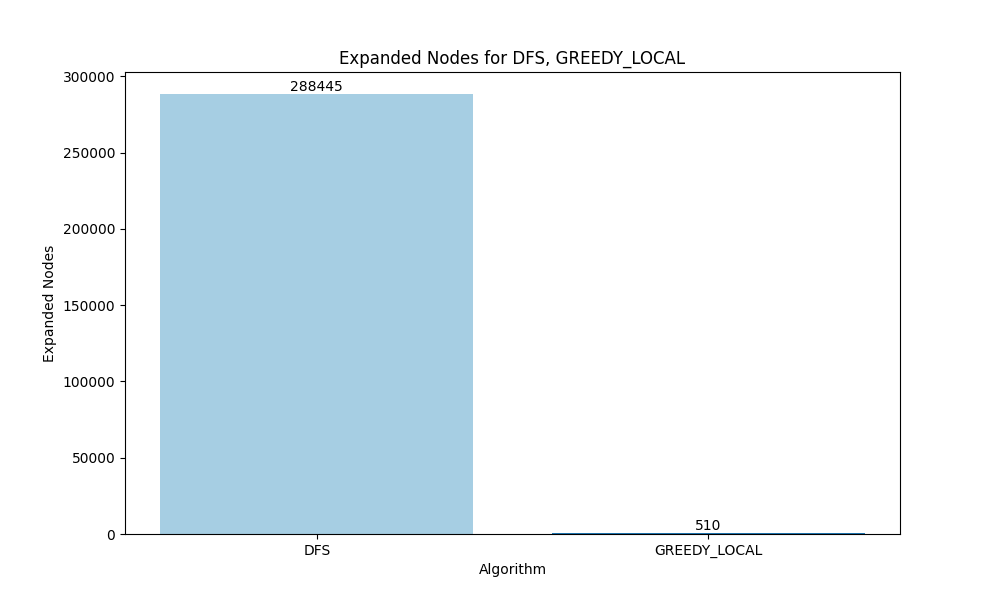 Expanded Nodes for DFS, GREEDY_LOCAL
300000
288445
250000
200000
150000
100000
50000
0
510
Expanded Nodes
DFS
GREEDY_LOCAL
Algorithm